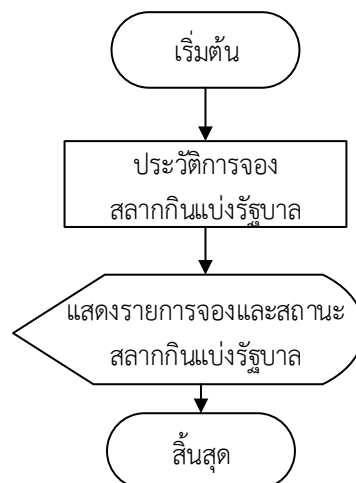 เริ่มต้น
ประวัติการจอง
สลากกินแบ่งรัฐบาล
แสดงรายการจองและสถานะ
สลากกินแบ่งรัฐบาล
สิ้นสุด